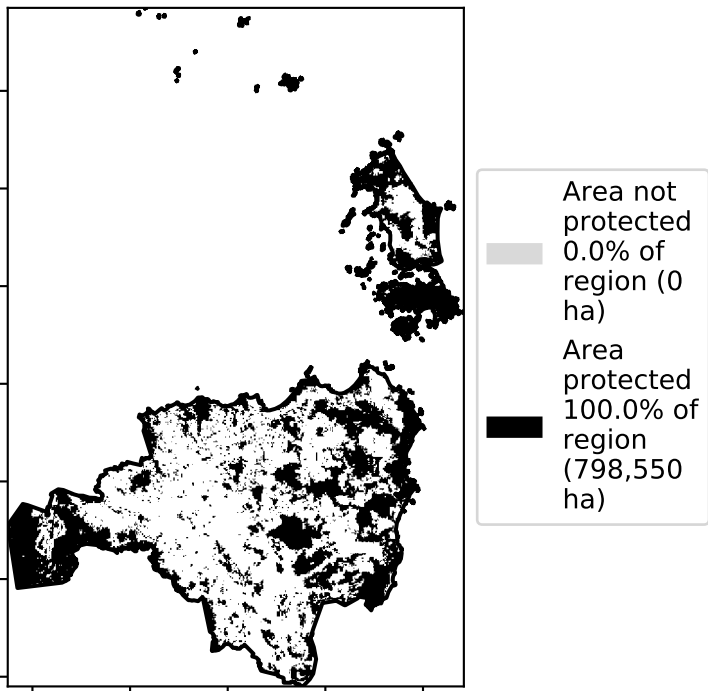 Area not
protected
0.0% of
region (0
ha)
Area
protected
100.0% of
region
(798,550
ha)